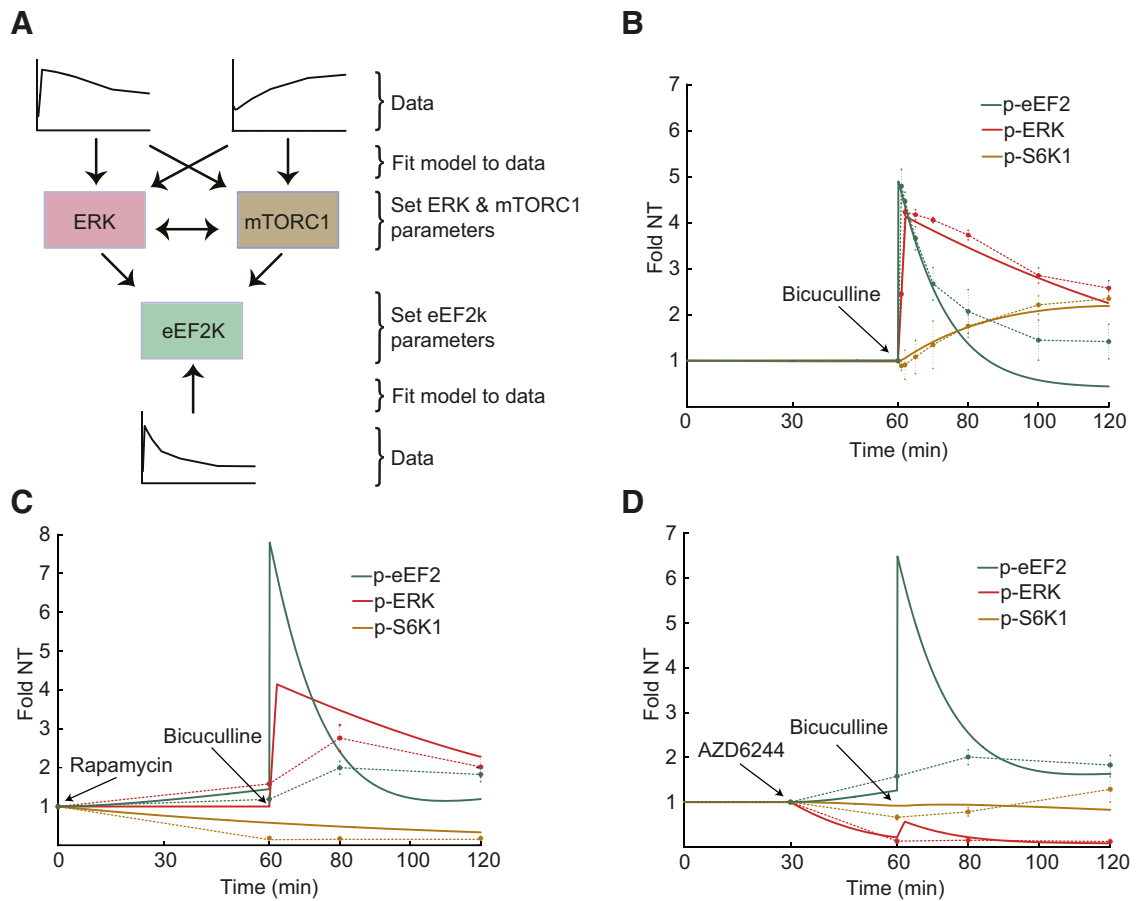 A
Data
Fit model to data
ERK
mTORC1
Set ERK & mTORC1
parameters
eEF2K
Set eEF2k
parameters
Fit model to data
Data
B
7
6
5
4
3
2
1
Fold NT
p-eEF2
p-ERK
p-S6K1
Bicuculline
0
30
60
80
100
120
Time (min)
C
8
7
6
5
4
3
2
1
Fold NT
p-eEF2
p-ERK
p-S6K1
Bicuculline
Rapamycin
0
30
60
80
100
120
Time (min)
D
7
6
5
4
3
2
1
0
Fold NT
p-eEF2
p-ERK
p-S6K1
Bicuculline
AZD6244
0
30
60
80
100
120
Time (min)